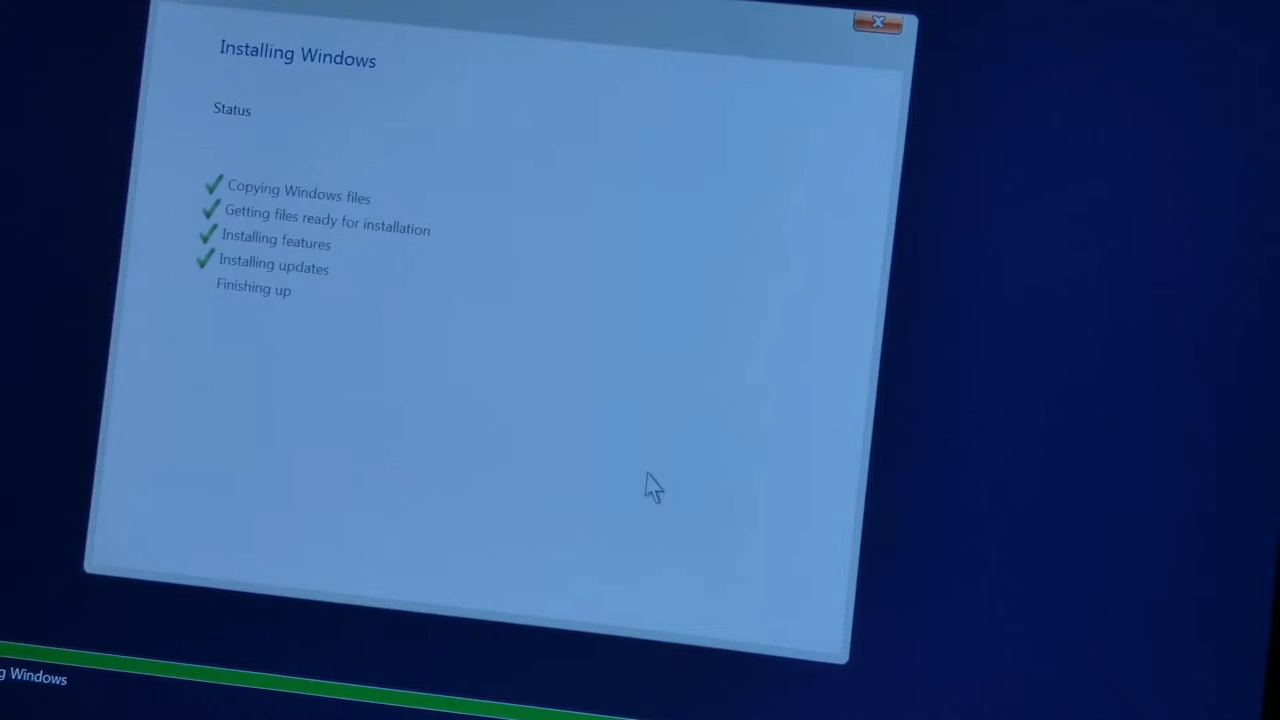 Installing Windows
Status
Copying Windows files
Getting files ready for installation
Installing features
Installing updates
Finishing up
g Windows